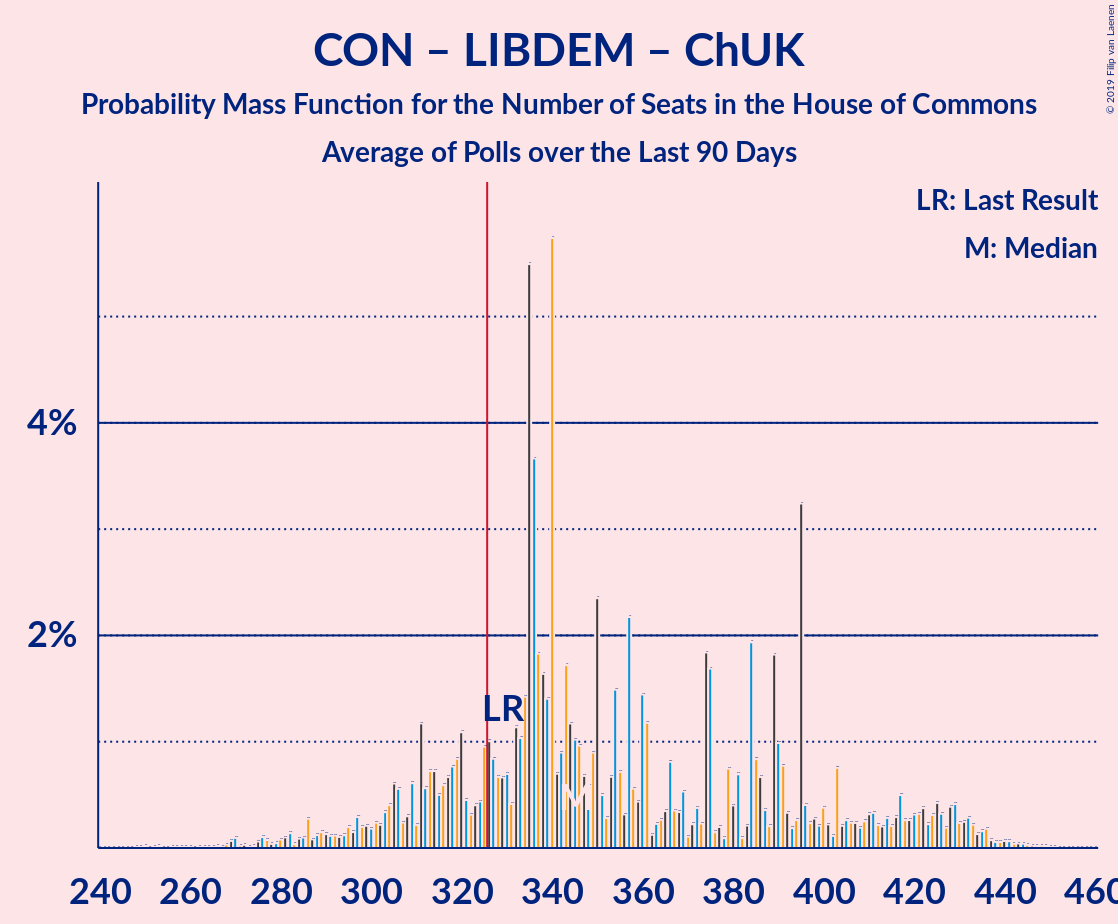 CON – LIBDEM – ChUK
Probability Mass Function for the Number of Seats in the House of Commons
Average of Polls over the Last 90 Days
© 2019 Filip van Laenen
LR: Last Result
M: Median
4%
2%
LR
M
240 260 280 300 320 340 360 380 400 420 440 460